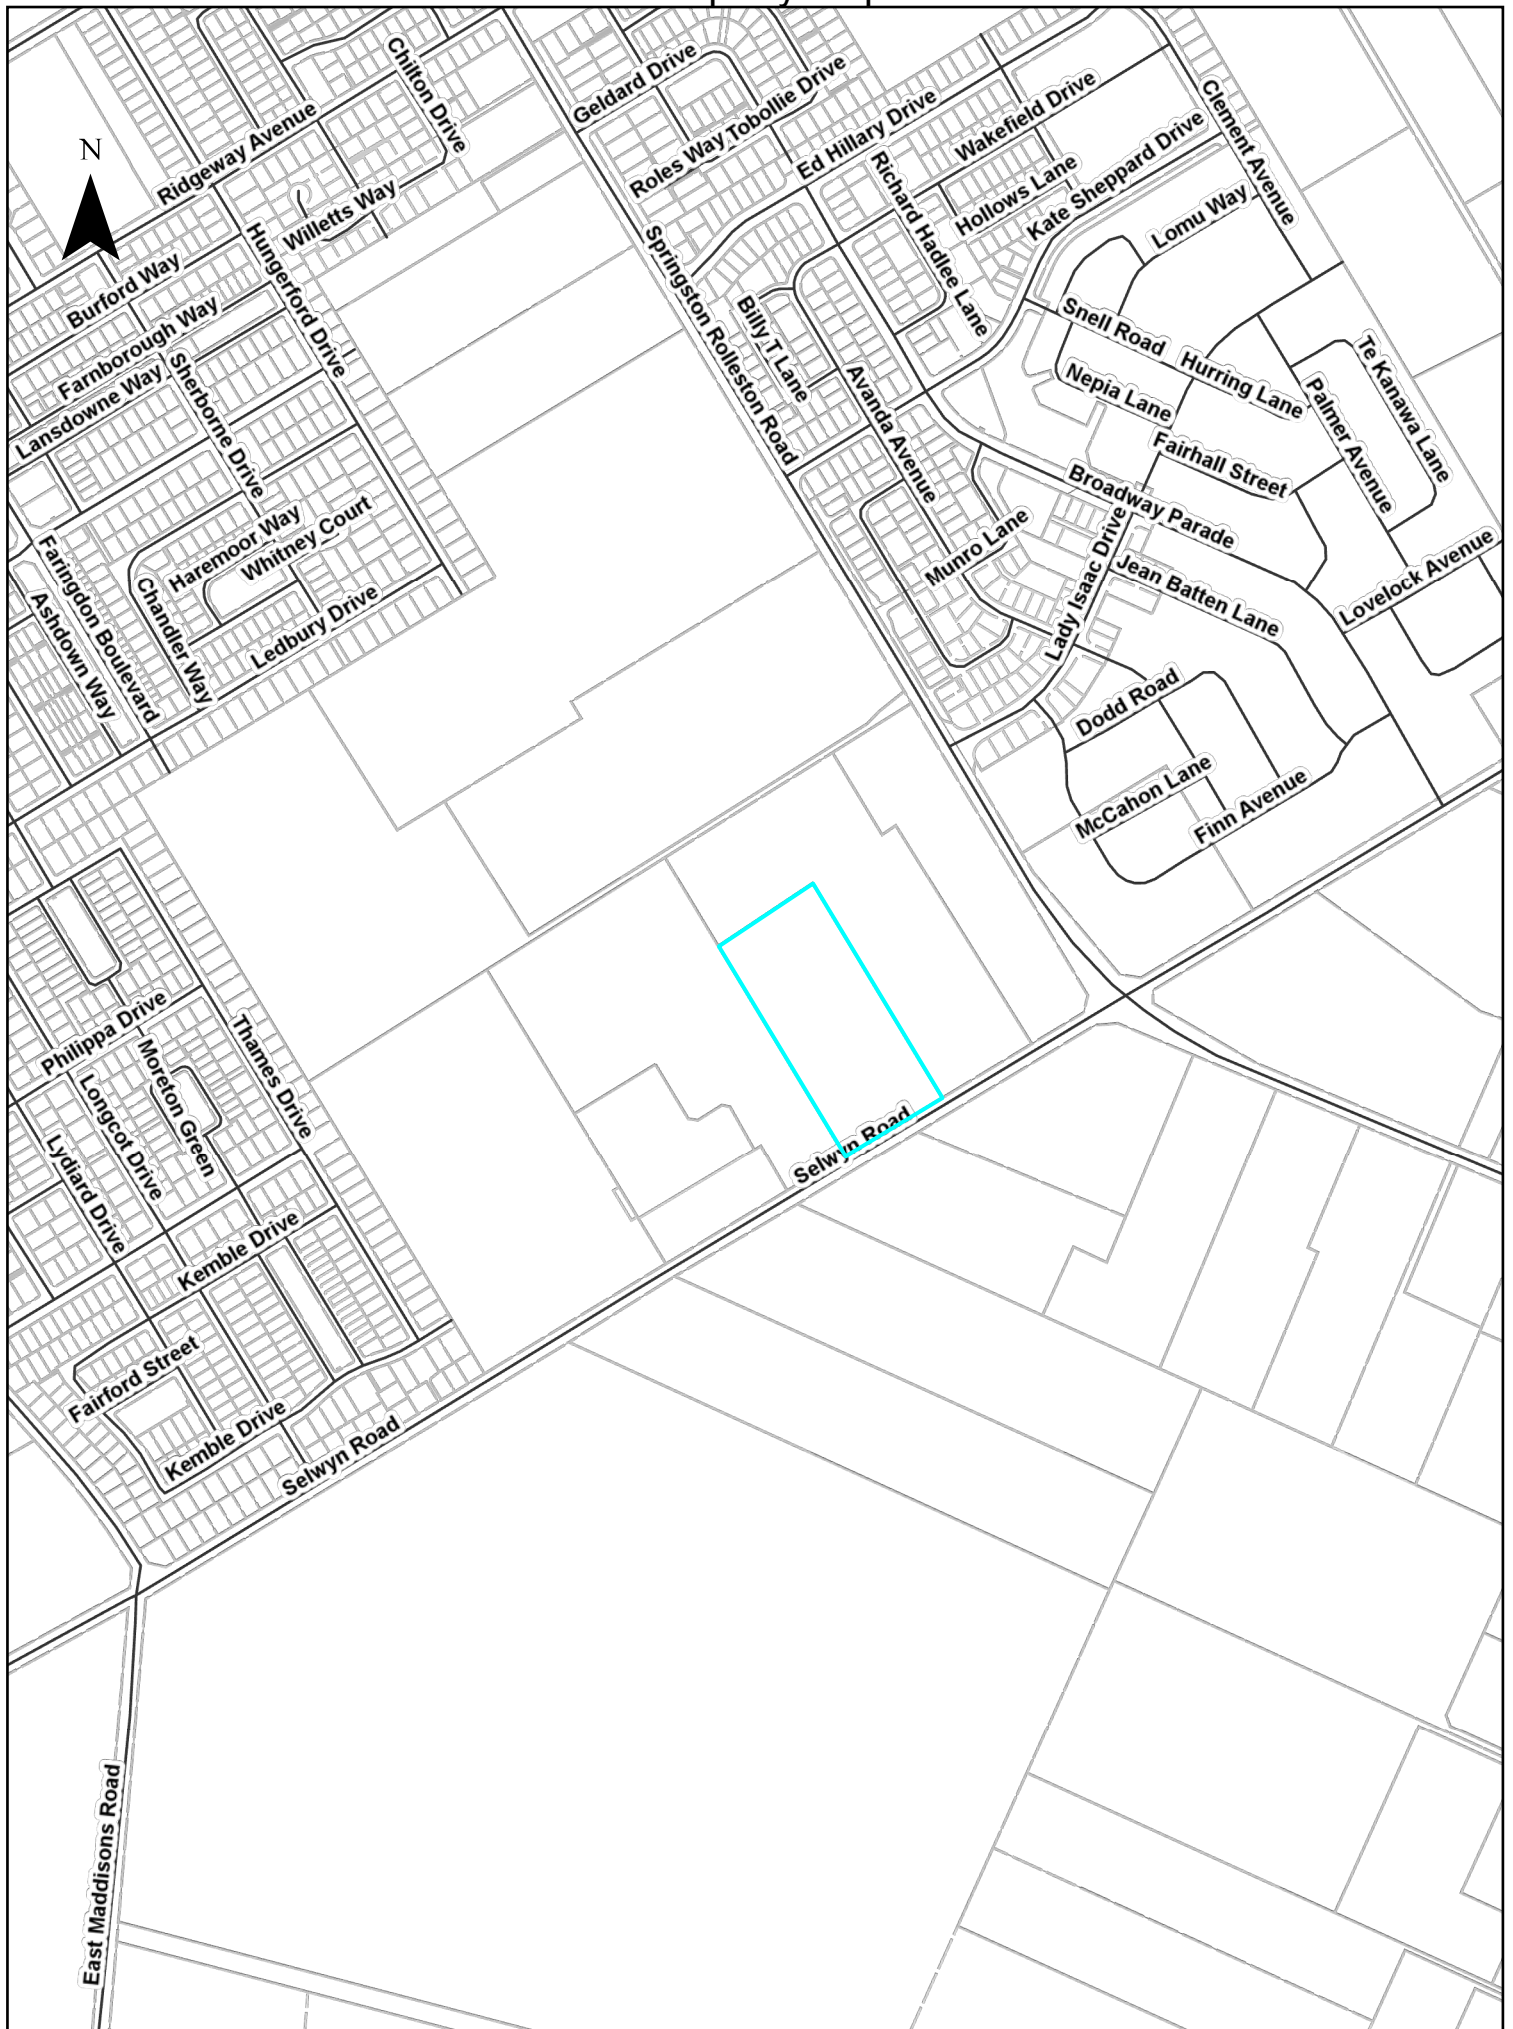 Chilton Drive
Geldard Drive
Roles Way
Tobollie Drive
Ed Hillary Drive
Wakefield Drive
Clement Avenue
Ridgeway Avenue
N
Richard Hadlee Lane
Hollows Lane
Kate Sheppard Drive
Willetts Way
Lomu Way
Hungerford Drive
Springston Rolleston Road
Burford Way
Farnborough Way
Billy T Lane
Snell Road
Hurring Lane
Te Kanawa Lane
Lansdowne Way
Sherborne Drive
Avanda Avenue
Nepia Lane
Palmer Avenue
Fairhall Street
Broadway Parade
Haremoor Way
Whitney Court
Munro Lane
Lady Isaac Drive
Jean Batten Lane
Lovelock Avenue
Faringdon Boulevard
Chandler Way
Ashdown Way
Ledbury Drive
Dodd Road
McCahon Lane
Finn Avenue
Philippa Drive
Thames Drive
Moreton Green
Longcot Drive
Lydiard Drive
Selwyn Road
Kemble Drive
Fairford Street
Kemble Drive
Selwyn Road
East Maddisons Road